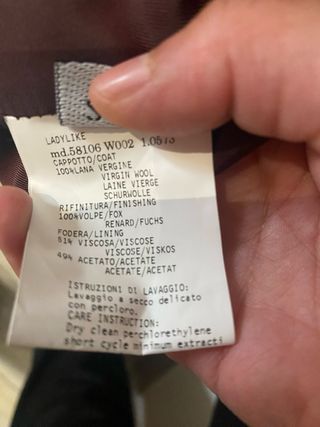 LADYLIKE
md.58106 W002 1.0573
CAPPOTTO/COAT
100%LANA VERGINE
VIRGIN WOOL
LAINE VIERGE
SCHURWOLLE
RIFINITURA/FINISHING
100%VOLPE/FOX
RENARD/FUCHS
FODERA/LINING
51% VISCOSA/VISCOSE
VISCOSE/VISKOS
49% ACETATO/ACETATE
ACETATE/ACETAT
ISTRUZIONI DI LAVAGGIO:
Lavaggio a secco delicato
con percloro.
CARE INSTRUCTION:
Dry clean perchlorethylene
short cycle minimum extracti